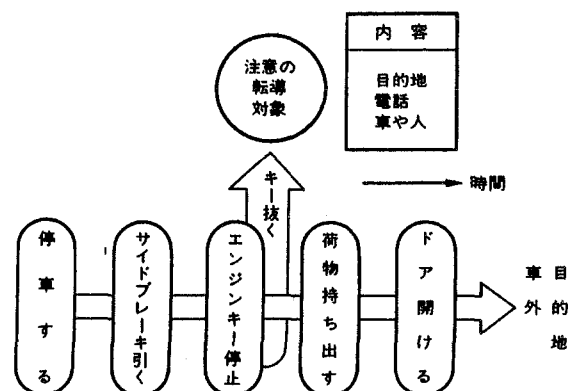 注意の
転導
対象
内容
目的地
電話
車や人
時間
キー抜く
停車する
サイドブレーキ引く
エンジンキー停止
荷物持ち出す
ドア開ける
目的地
車外